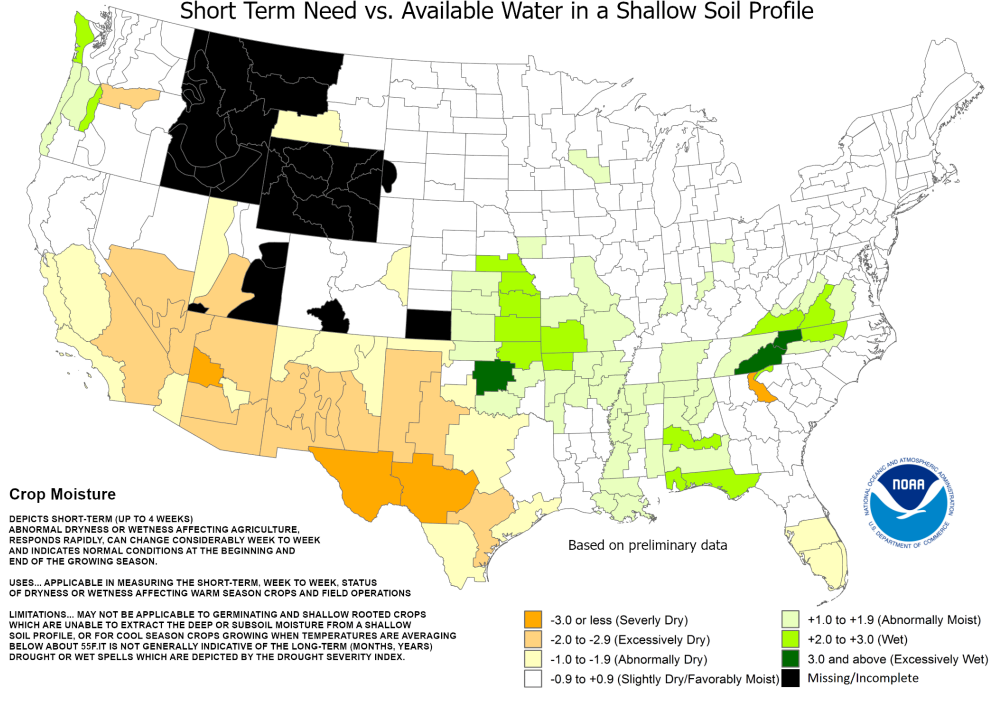 Short Term Need vs. Available Water in a Shallow Soil Profile
Crop Moisture
DEPICTS SHORT-TERM (UP TO 4 WEEKS)
ABNORMAL DRYNESS OR WETNESS AFFECTING AGRICULTURE,
RESPONDS RAPIDLY, CAN CHANGE CONSIDERABLY WEEK TO WEEK
AND INDICATES NORMAL CONDITIONS AT THE BEGINNING AND
END OF THE GROWING SEASON.
USES... APPLICABLE IN MEASURING THE SHORT-TERM, WEEK TO WEEK, STATUS
OF DRYNESS OR WETNESS AFFECTING WARM SEASON CROPS AND FIELD OPERATIONS
LIMITATIONS... MAY NOT BE APPLICABLE TO GERMINATING AND SHALLOW ROOTED CROPS
WHICH ARE UNABLE TO EXTRACT THE DEEP OR SUBSOIL MOISTURE FROM A SHALLOW
SOIL PROFILE, OR FOR COOL SEASON CROPS GROWING WHEN TEMPERATURES ARE AVERAGING
BELOW ABOUT 55F.IT IS NOT GENERALLY INDICATIVE OF THE LONG-TERM (MONTHS, YEARS)
DROUGHT OR WET SPELLS WHICH ARE DEPICTED BY THE DROUGHT SEVERITY INDEX.
Based on preliminary data
NATIONAL OCEANIC AND ATMOSPHERIC ADMINISTRATION
NOAA
U.S. DEPARTMENT OF COMMERCE
-3.0 or less (Severly Dry)
-2.0 to -2.9 (Excessively Dry)
-1.0 to -1.9 (Abnormally Dry)
-0.9 to +0.9 (Slightly Dry/Favorably Moist)
+1.0 to +1.9 (Abnormally Moist)
+2.0 to +3.0 (Wet)
3.0 and above (Excessively Wet)
Missing/Incomplete